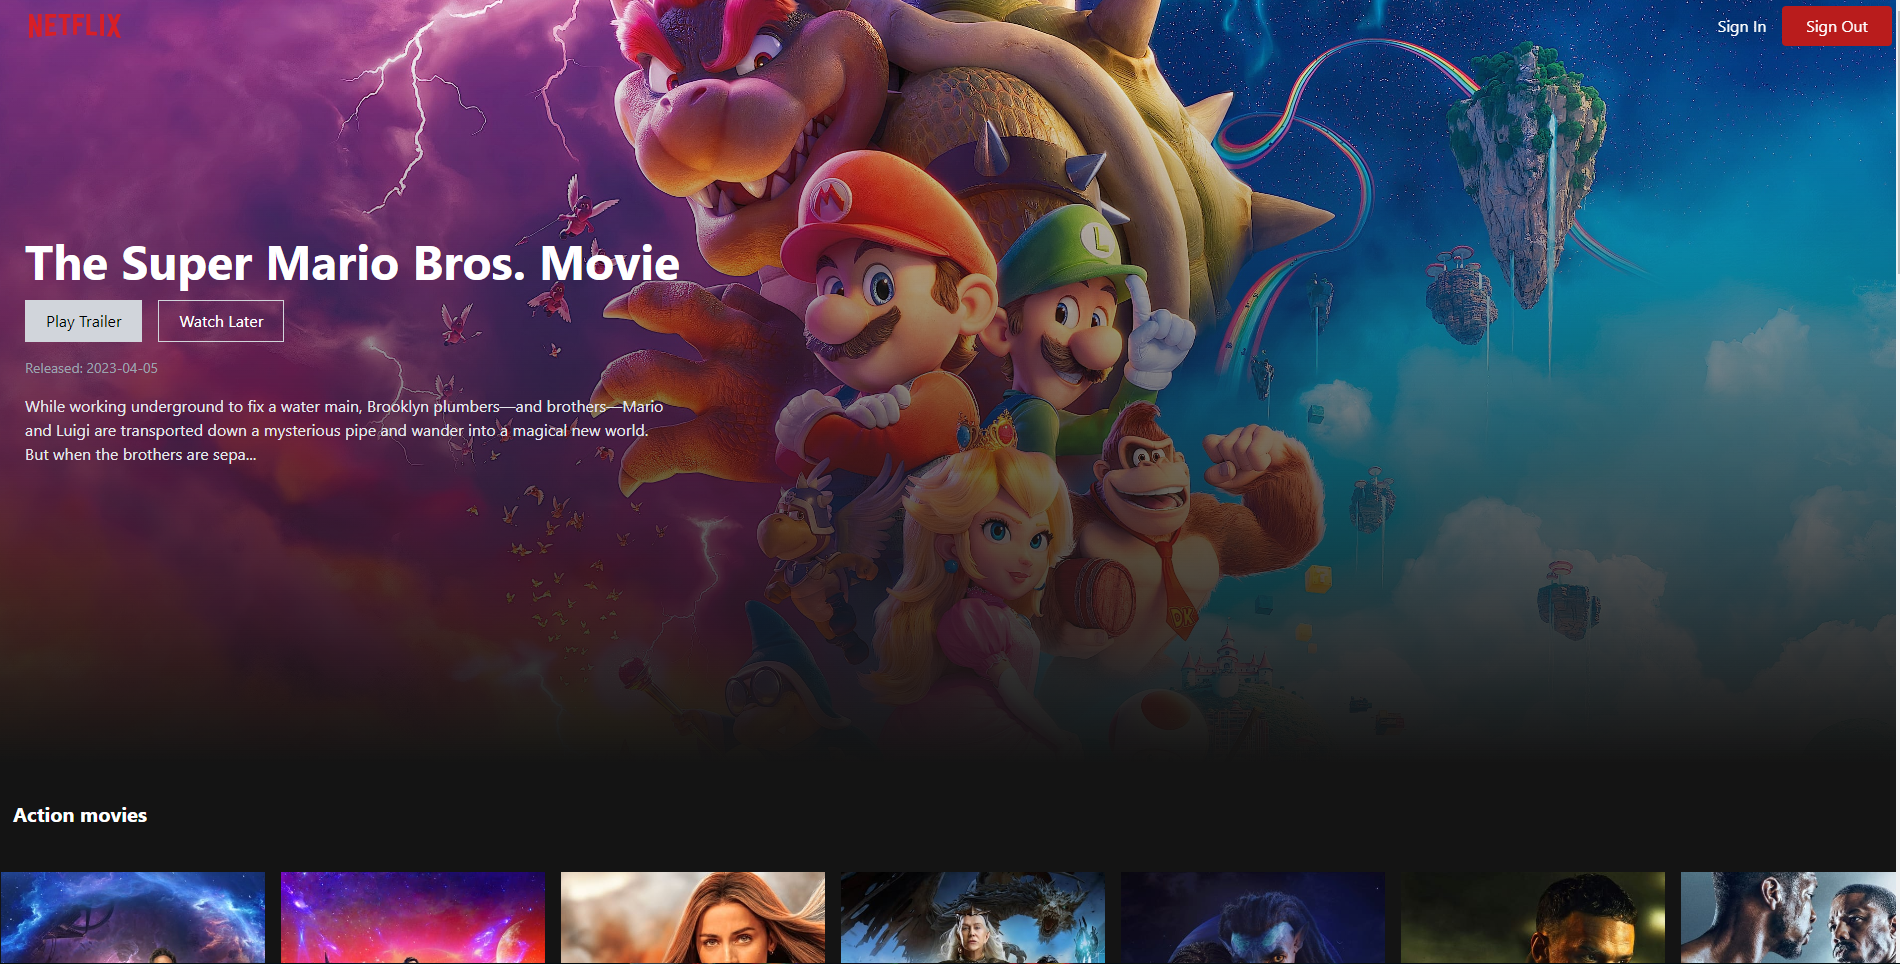 NETFLIX
Sign In
Sign Out
The Super Mario Bros. Movie
Play Trailer
Watch Later
Released: 2023-04-05
While working underground to fix a water main, Brooklyn plumbers—and brothers—Mario
and Luigi are transported down a mysterious pipe and wander into a magical new world.
But when the brothers are sepa...
M
L
DK
Action movies